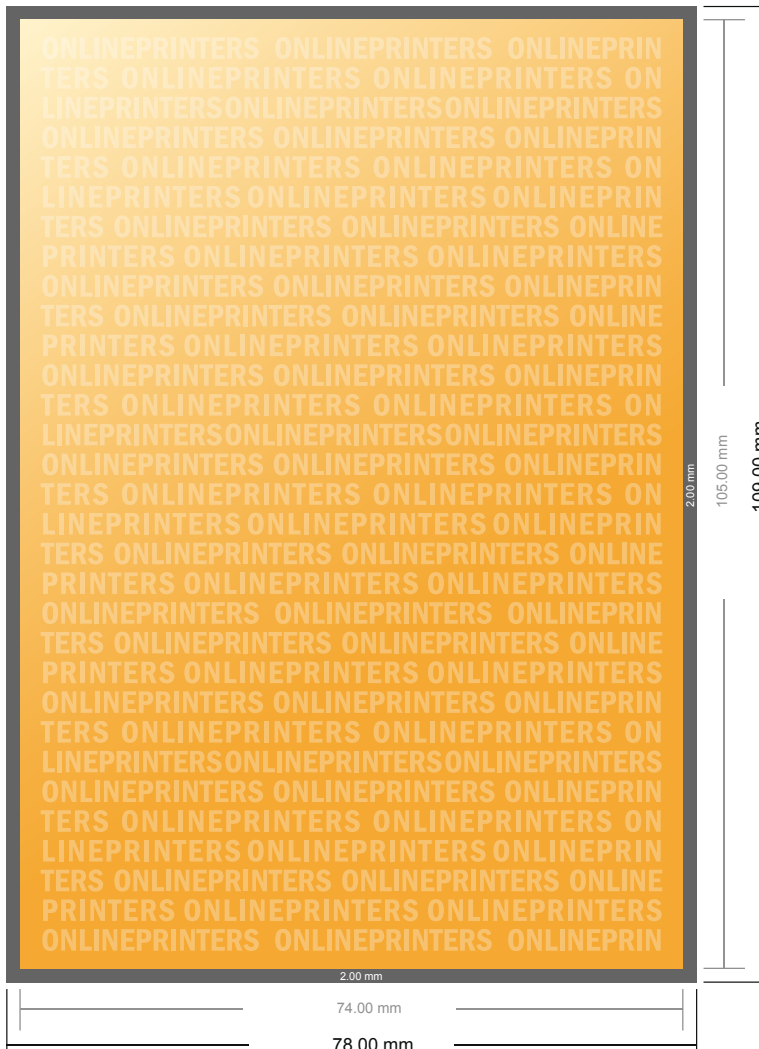 ONLINEPRINTERS ONLINEPRINTERS ONLINEPRIN
TERS ONLINEPRINTERS ONLINEPRINTERS ON
LINEPRINTERSONLINEPRINTERSONLINEPRINTERS
ONLINEPRINTERS ONLINEPRINTERS ONLINEPRIN
TERS ONLINEPRINTERS ONLINEPRINTERS ON
LINEPRINTERS ONLINEPRINTERS ONLINEPRIN
TERS ONLINEPRINTERS ONLINEPRINTERS ONLINE
PRINTERS ONLINEPRINTERS ONLINEPRINTERS
ONLINEPRINTERS ONLINEPRINTERS ONLINEPRIN
TERS ONLINEPRINTERS ONLINEPRINTERS ONLINE
PRINTERS ONLINEPRINTERS ONLINEPRINTERS
ONLINEPRINTERS ONLINEPRINTERS ONLINEPRIN
TERS ONLINEPRINTERS ONLINEPRINTERS ON
LINEPRINTERSONLINEPRINTERSONLINEPRINTERS
ONLINEPRINTERS ONLINEPRINTERS ONLINEPRIN
TERS ONLINEPRINTERS ONLINEPRINTERS ON
LINEPRINTERS ONLINEPRINTERS ONLINEPRIN
TERS ONLINEPRINTERS ONLINEPRINTERS ONLINE
PRINTERS ONLINEPRINTERS ONLINEPRINTERS
ONLINEPRINTERS ONLINEPRINTERS ONLINEPRIN
TERS ONLINEPRINTERS ONLINEPRINTERS ONLINE
PRINTERS ONLINEPRINTERS ONLINEPRINTERS
ONLINEPRINTERS ONLINEPRINTERS ONLINEPRIN
TERS ONLINEPRINTERS ONLINEPRINTERS ON
LINEPRINTERSONLINEPRINTERSONLINEPRINTERS
ONLINEPRINTERS ONLINEPRINTERS ONLINEPRIN
TERS ONLINEPRINTERS ONLINEPRINTERS ON
LINEPRINTERS ONLINEPRINTERS ONLINEPRIN
TERS ONLINEPRINTERS ONLINEPRINTERS ONLINE
PRINTERS ONLINEPRINTERS ONLINEPRINTERS
ONLINEPRINTERS ONLINEPRINTERS ONLINEPRIN
2.00 mm
105.00 mm
109.00 mm
2.00 mm
74.00 mm
78.00 mm